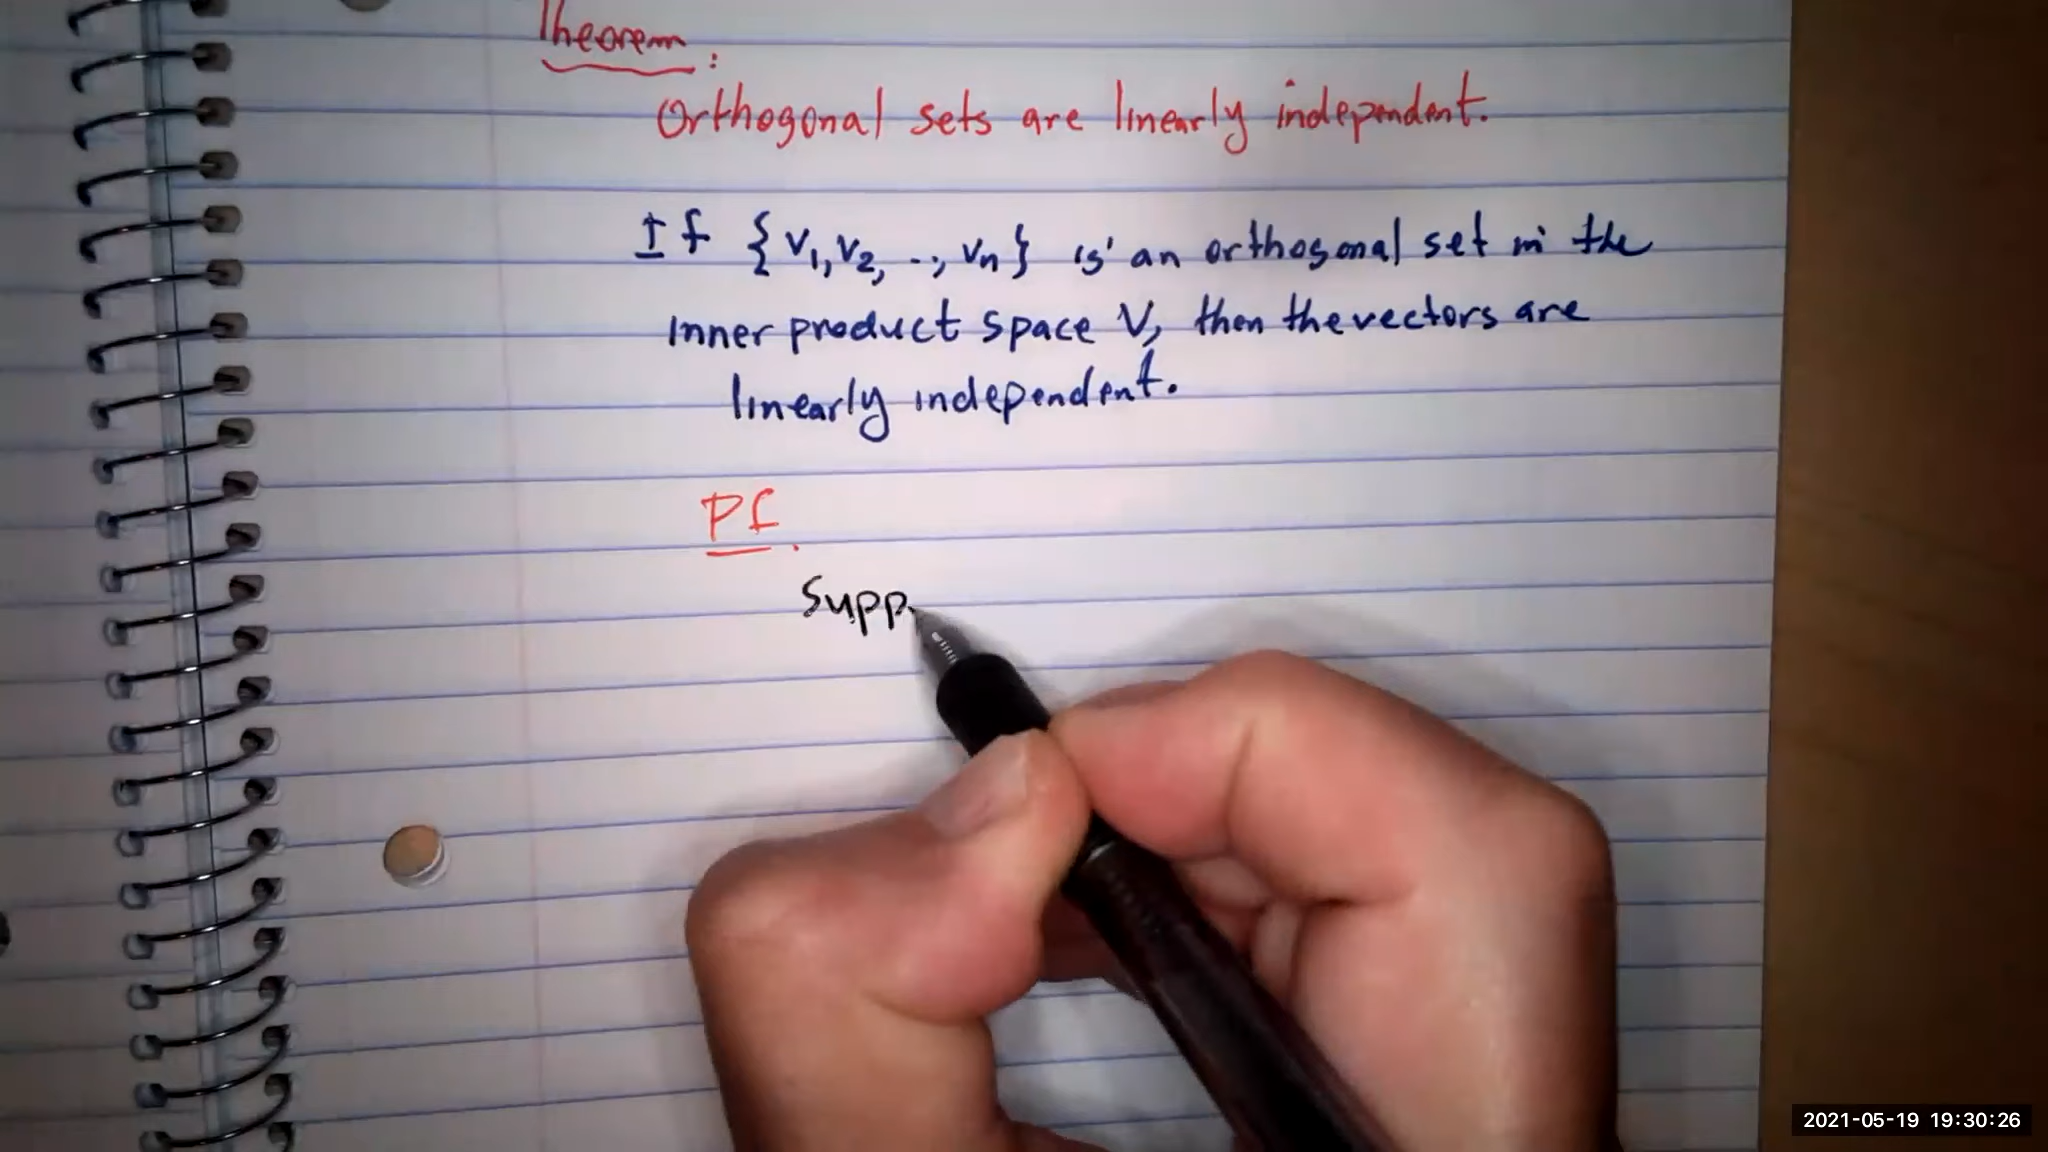 Theorem:
Orthogonal sets are linearly independent.
If {v1, v2, .., vn} is an orthogonal set in the
inner product space V, then the vectors are
linearly independent.
Pf.
Supp
2021-05-19 19:30:26